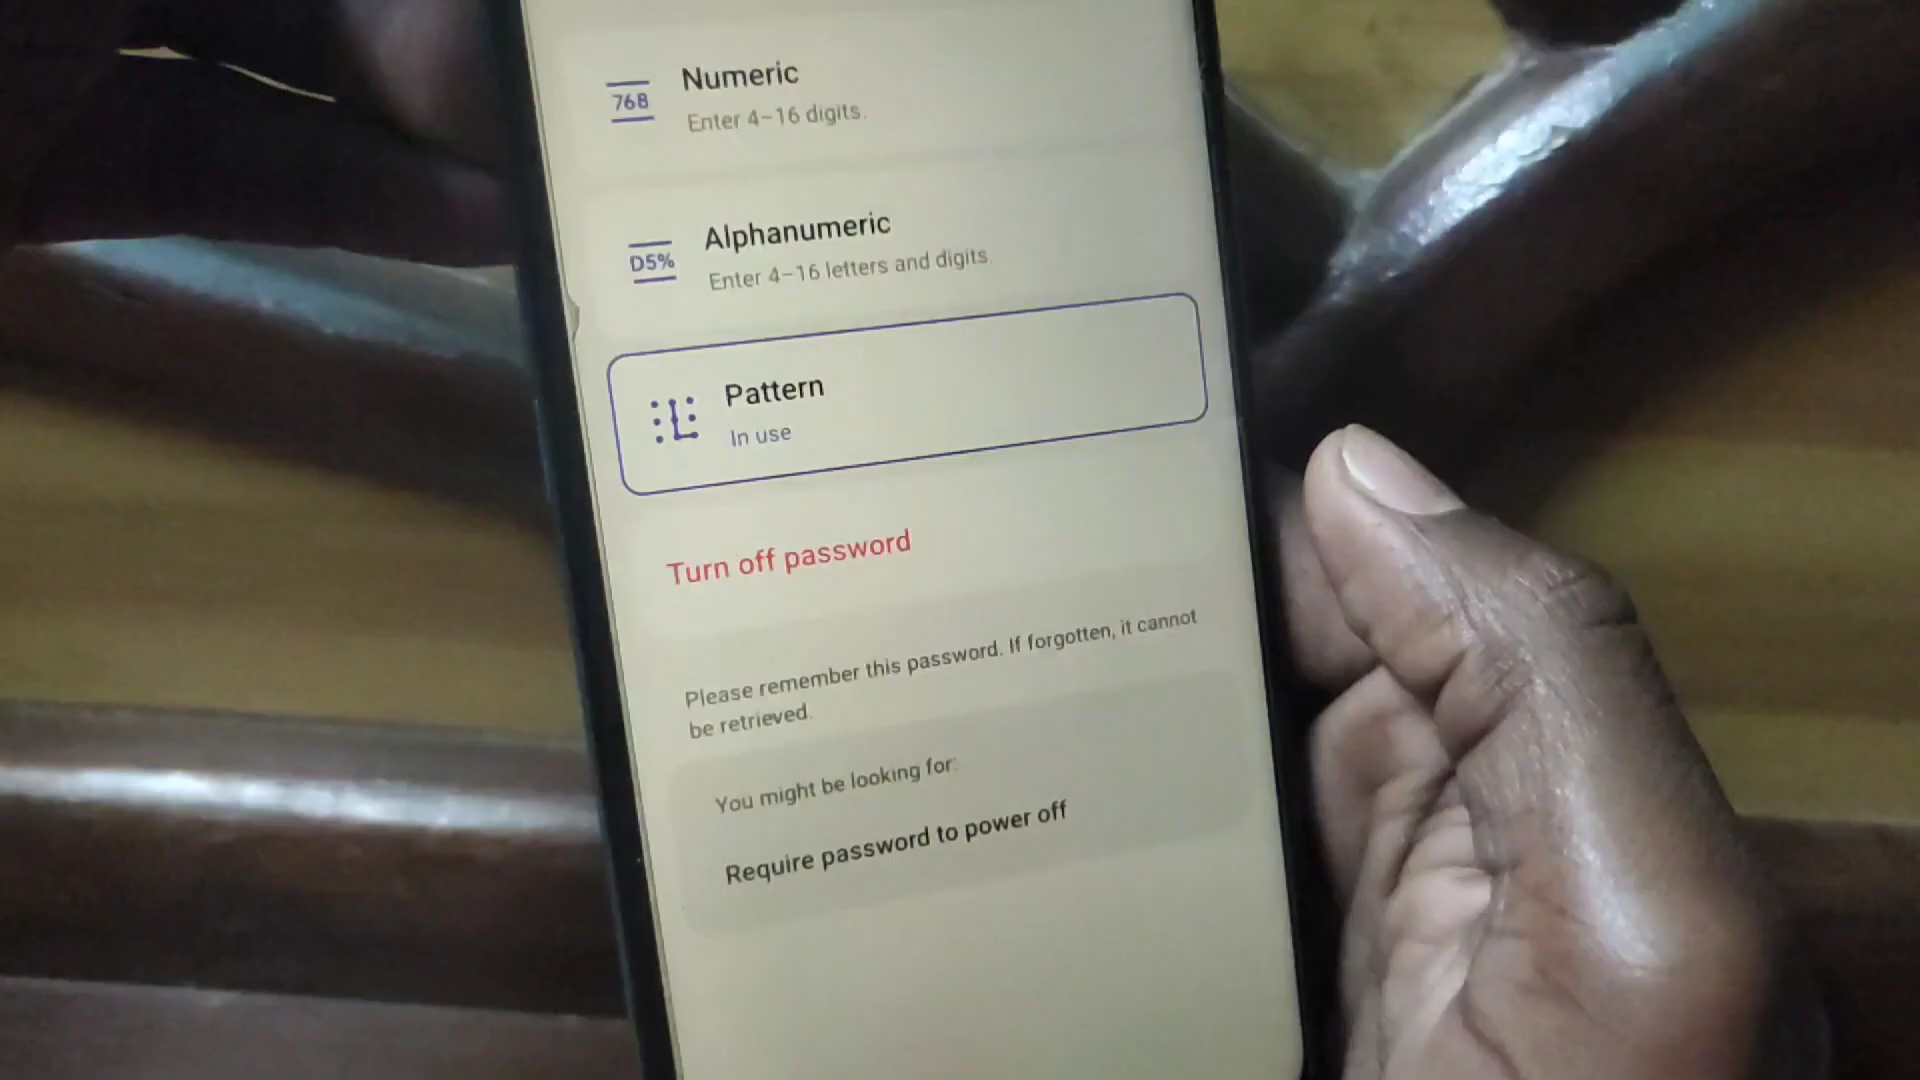 Numeric
768
Enter 4–16 digits.
Alphanumeric
D5%
Enter 4–16 letters and digits.
Pattern
In use
Turn off password
Please remember this password. If forgotten, it cannot
be retrieved.
You might be looking for:
Require password to power off